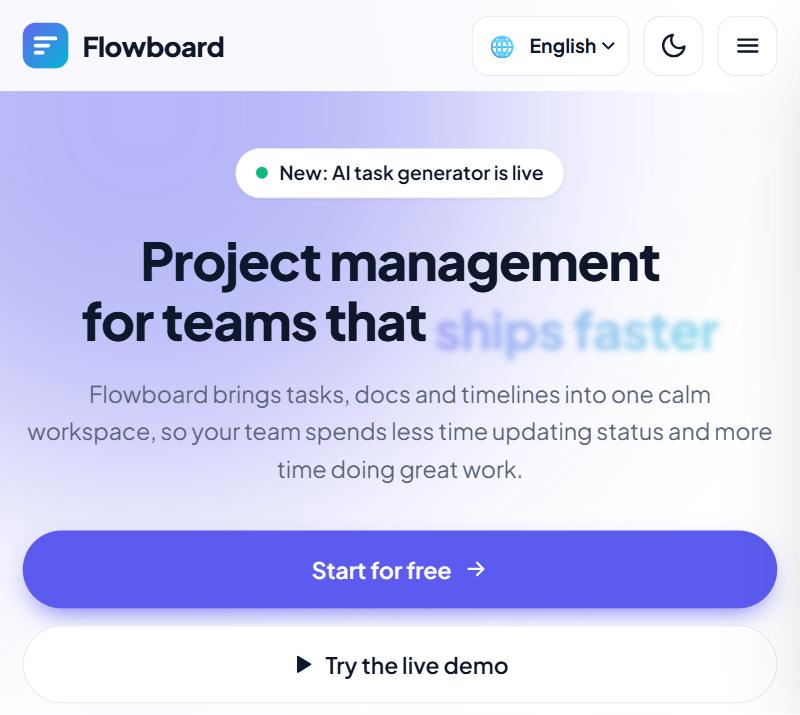 Flowboard
English
New: AI task generator is live
Project management
for teams that ships faster
Flowboard brings tasks, docs and timelines into one calm
workspace, so your team spends less time updating status and more
time doing great work.
Start for free →
Try the live demo